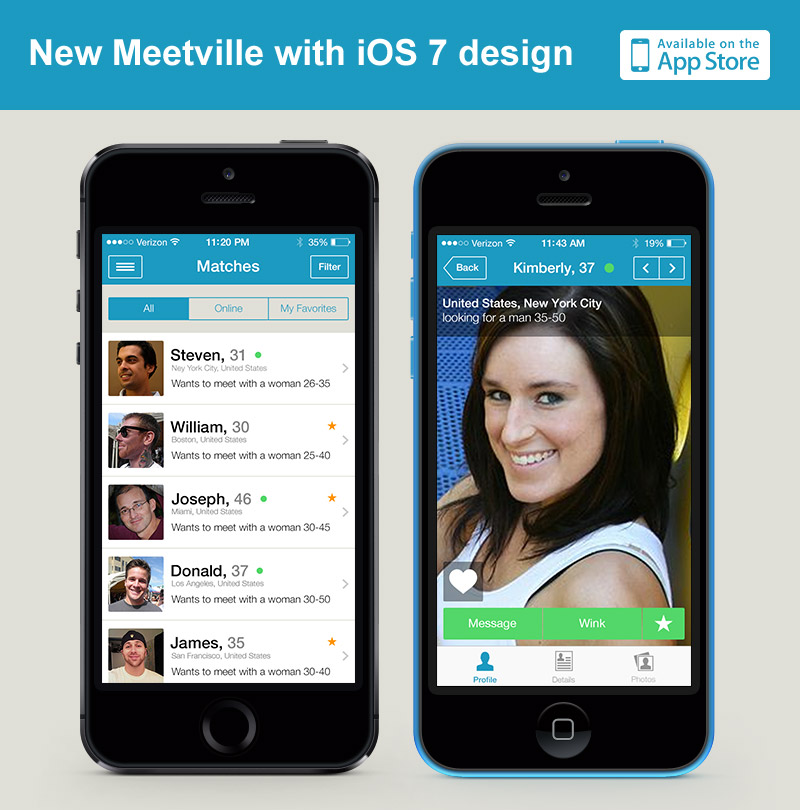 New Meetville with iOS 7 design
Available on the
App Store
Verizon 11:20 PM 35%
Matches Filter
All Online My Favorites
Steven, 31
Ney York City, United States
Wants to meet with a woman 26-35
William, 30
Boston, United States
Wants to meet with a woman 25-40
Joseph, 46
Miami, United States
Wants to meet with a woman 30-45
Donald, 37
Los Angeles, United States
Wants to meet with a woman 30-50
James, 35
San Francisco, United States
Wants to meet with a woman 30-40
Verizon 11:43 AM 19%
Back Kimberly, 37
United States, New York City
looking for a man 35-50
Message Wink
Profile Details Photos